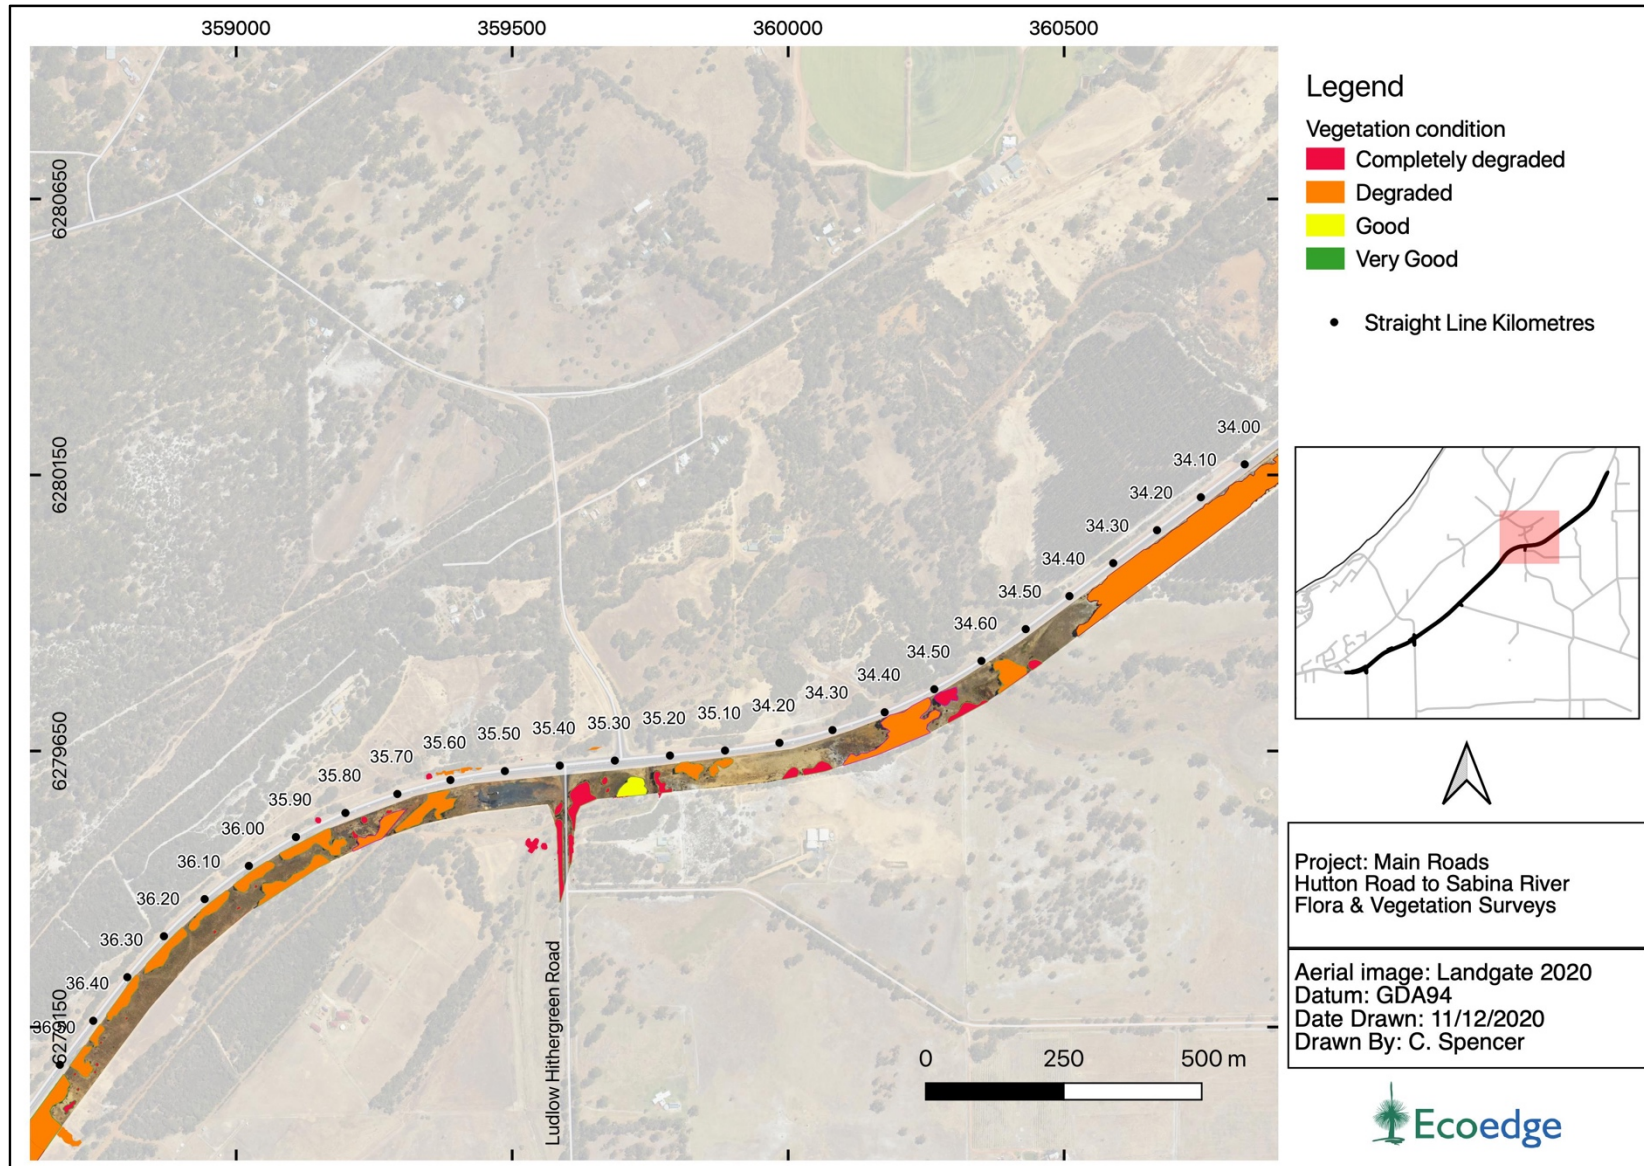 359000
359500
360000
360500
6280650
6280150
6279650
6279150
34.00
34.10
34.20
34.30
34.40
34.50
34.60
34.50
34.40
34.30
34.20
35.10
35.20
35.30
35.40
35.50
35.60
35.70
35.80
35.90
36.00
36.10
36.20
36.30
36.40
Ludlow Hithergreen Road
0 250 500 m
Legend
Vegetation condition
Completely degraded
Degraded
Good
Very Good
Straight Line Kilometres
Project: Main Roads
Hutton Road to Sabina River
Flora & Vegetation Surveys
Aerial image: Landgate 2020
Datum: GDA94
Date Drawn: 11/12/2020
Drawn By: C. Spencer
Ecoedge